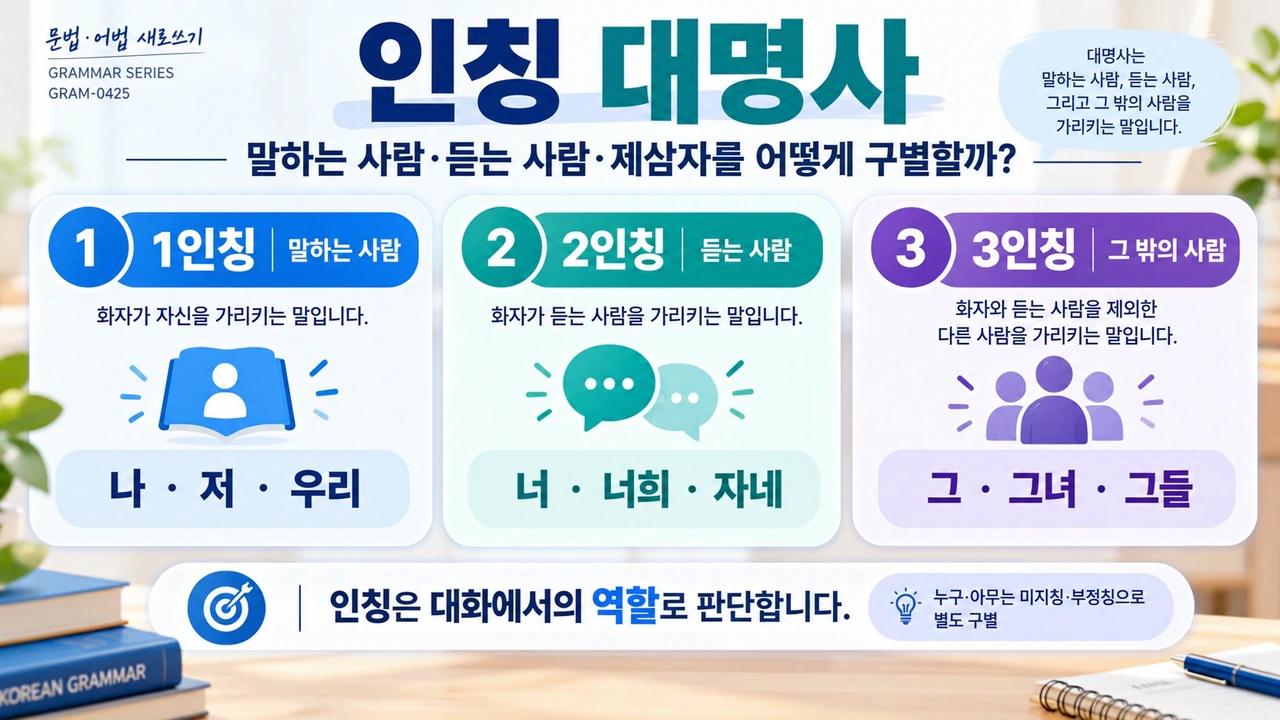 문법·어법 새로쓰기
GRAMMAR SERIES
GRAM-0425
인칭 대명사
대명사는
말하는 사람, 듣는 사람,
그리고 그 밖의 사람을
가리키는 말입니다.
말하는 사람·듣는 사람·제삼자를 어떻게 구별할까?
1 1인칭 말하는 사람
화자가 자신을 가리키는 말입니다.
나 · 저 · 우리
2 2인칭 듣는 사람
화자가 듣는 사람을 가리키는 말입니다.
너 · 너희 · 자네
3 3인칭 그 밖의 사람
화자와 듣는 사람을 제외한
다른 사람을 가리키는 말입니다.
그 · 그녀 · 그들
인칭은 대화에서의 역할로 판단합니다.
누구·아무는 미지칭·부정칭으로
별도 구별
KOREAN GRAMMAR